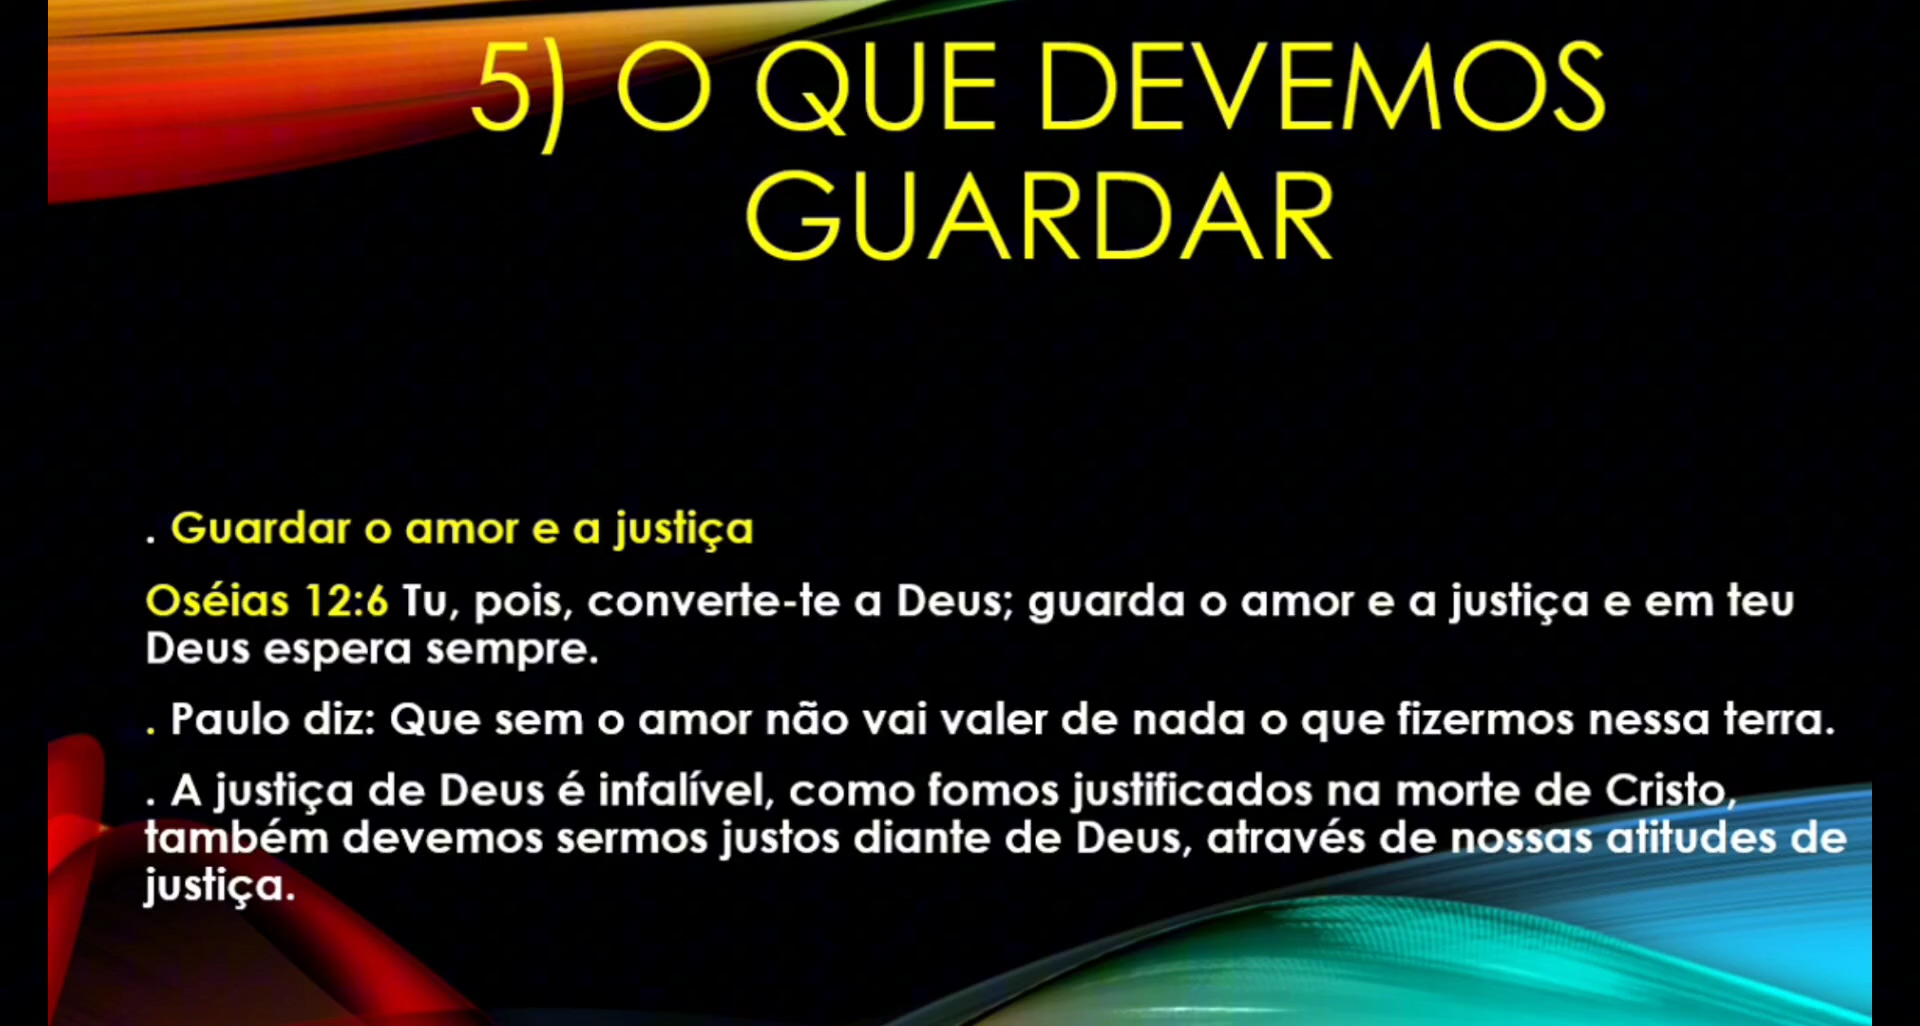 5) O QUE DEVEMOS
GUARDAR
. Guardar o amor e a justiça
Oséias 12:6 Tu, pois, converte-te a Deus; guarda o amor e a justiça e em teu
Deus espera sempre.
. Paulo diz: Que sem o amor não vai valer de nada o que fizermos nessa terra.
. A justiça de Deus é infalível, como fomos justificados na morte de Cristo,
também devemos sermos justos diante de Deus, através de nossas atitudes de
justiça.